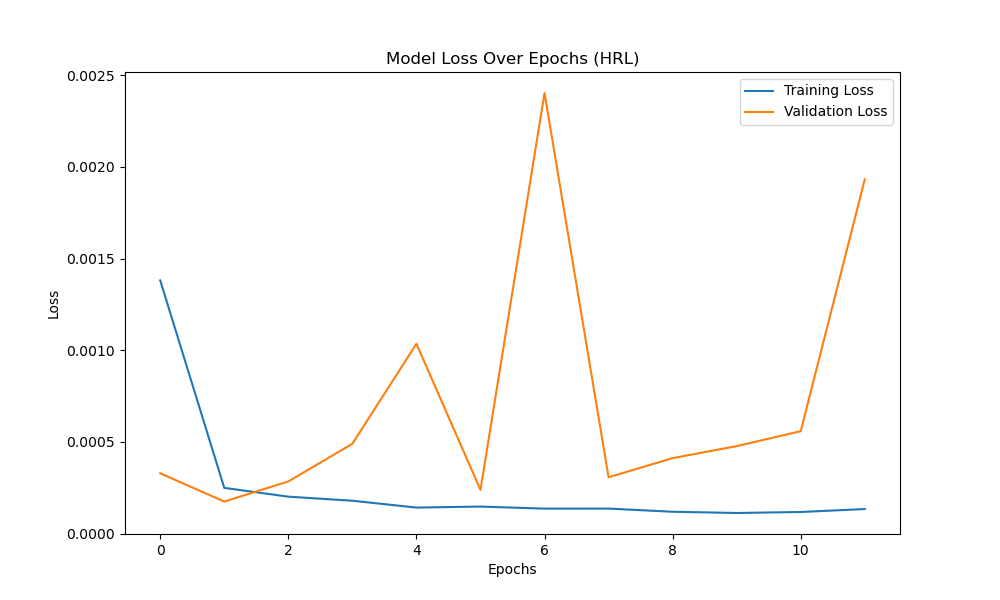 Model Loss Over Epochs (HRL)
Training Loss
Validation Loss
0.0025
0.0020
0.0015
0.0010
0.0005
0.0000
Loss
0 2 4 6 8 10
Epochs